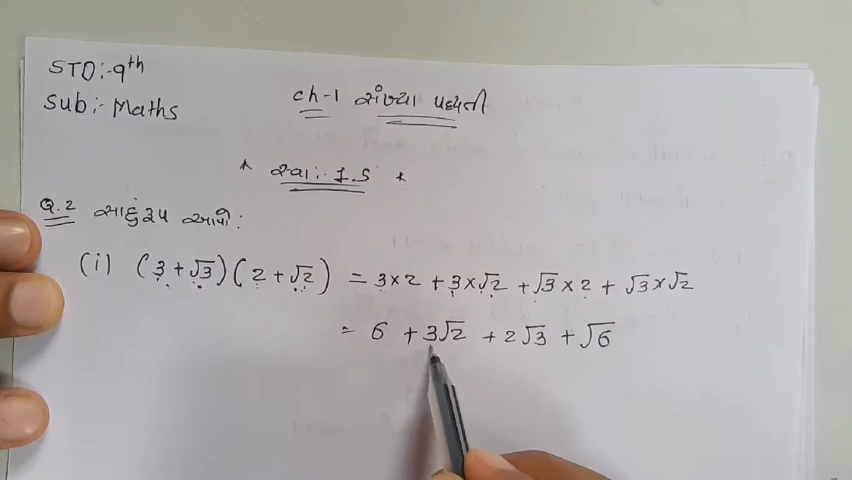 STD:- 9th
Sub:- Maths
ch-1 સંખ્યા પદ્ધતી
* સ્વા:. 1.5 *
Q.2 સાદું રૂપ આપો:
(i) (3 + √3) (2 + √2) = 3 × 2 + 3 × √2 + √3 × 2 + √3 × √2
= 6 + 3√2 + 2√3 + √6